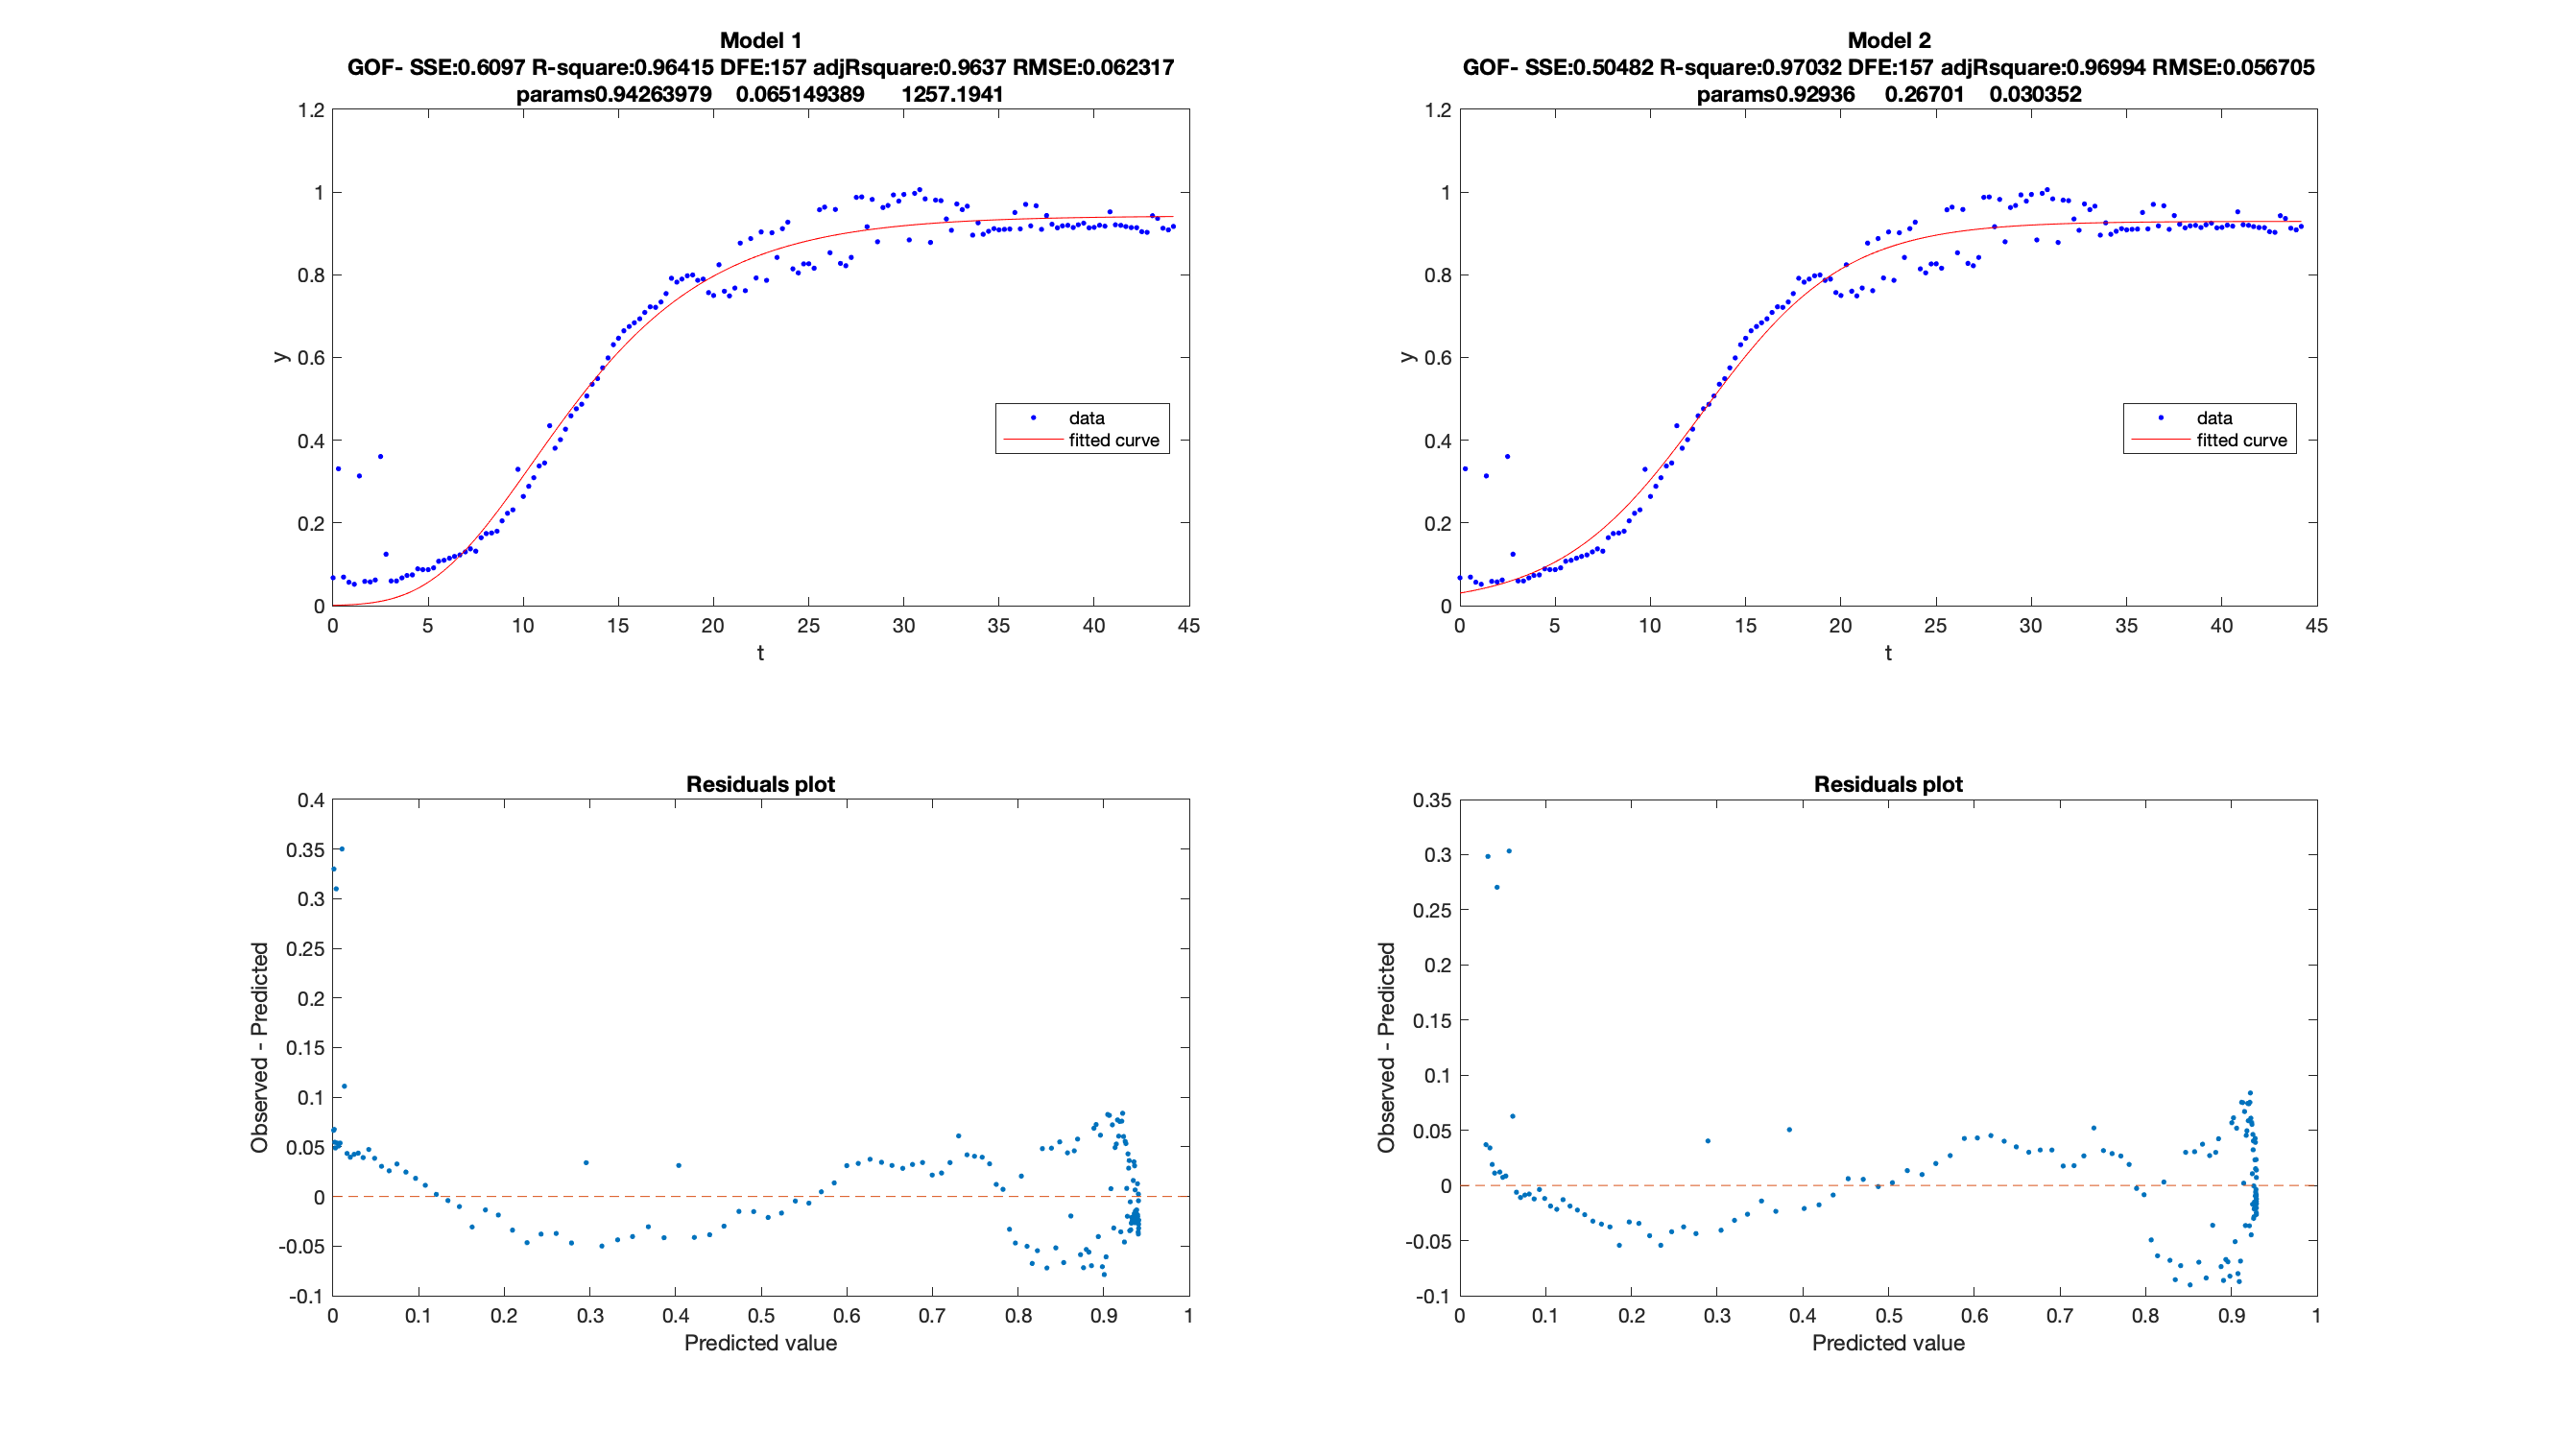 Model 1
GOF- SSE:0.6097 R-square:0.96415 DFE:157 adjRsquare:0.9637 RMSE:0.062317
params0.94263979 0.065149389 1257.1941
1.2
1
0.8
0.6
0.4
0.2
0
y
0 5 10 15 20 25 30 35 40 45
t
data
fitted curve
Model 2
GOF- SSE:0.50482 R-square:0.97032 DFE:157 adjRsquare:0.96994 RMSE:0.056705
params0.92936 0.26701 0.030352
1.2
1
0.8
0.6
0.4
0.2
0
y
0 5 10 15 20 25 30 35 40 45
t
data
fitted curve
Residuals plot
0.4
0.35
0.3
0.25
0.2
0.15
0.1
0.05
0
-0.05
-0.1
Observed - Predicted
0 0.1 0.2 0.3 0.4 0.5 0.6 0.7 0.8 0.9 1
Predicted value
Residuals plot
0.35
0.3
0.25
0.2
0.15
0.1
0.05
0
-0.05
-0.1
Observed - Predicted
0 0.1 0.2 0.3 0.4 0.5 0.6 0.7 0.8 0.9 1
Predicted value